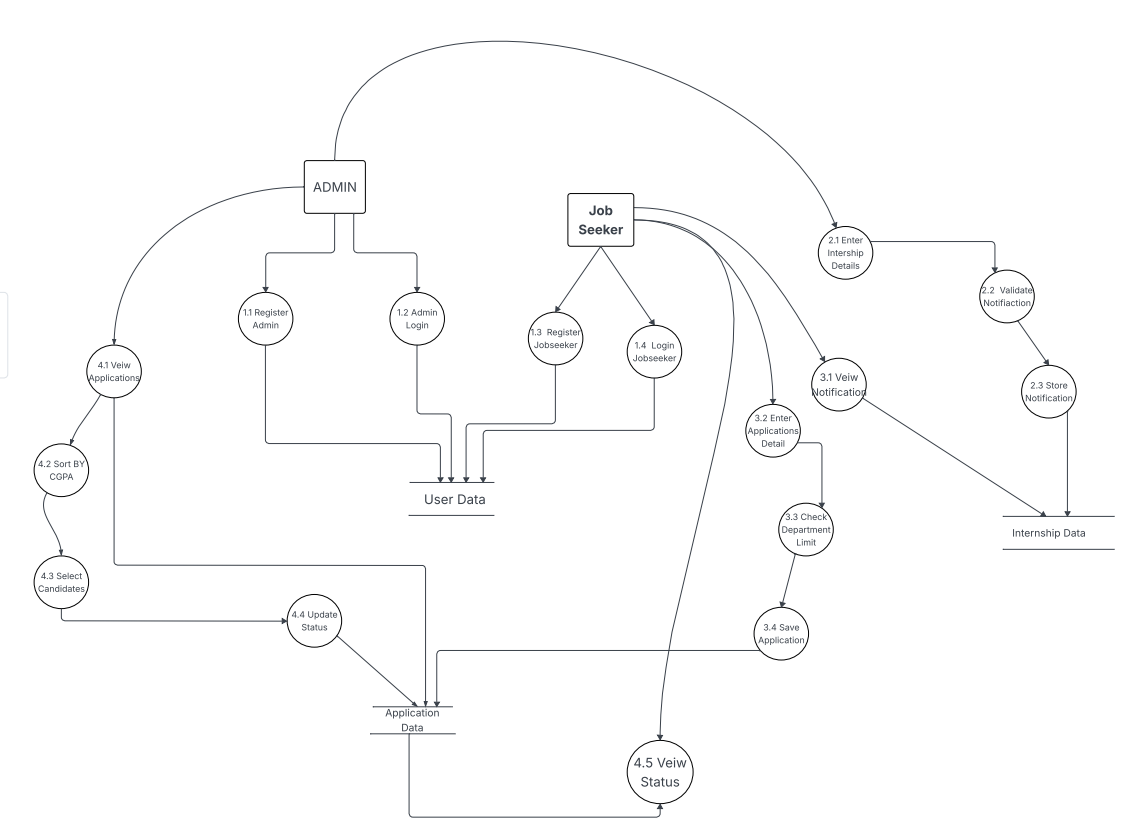 ADMIN
Job
Seeker
2.1 Enter
Intership
Details
2.2 Validate
Notifiaction
1.1 Register
Admin
1.2 Admin
Login
1.3 Register
Jobseeker
1.4 Login
Jobseeker
4.1 Veiw
Applications
3.1 Veiw
Notification
2.3 Store
Notification
3.2 Enter
Applications
Detail
4.2 Sort BY
CGPA
User Data
3.3 Check
Department
Limit
Internship Data
4.3 Select
Candidates
4.4 Update
Status
3.4 Save
Application
Application
Data
4.5 Veiw
Status